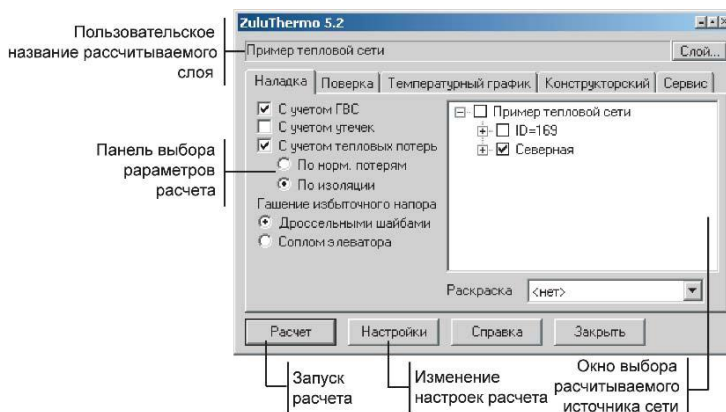 ZuluThermo 5.2
Пользовательское
название рассчитываемого
слоя
Пример тепловой сети
Слой...
Наладка
Поверка
Температурный график
Конструкторский
Сервис
Панель выбора
рараметров
расчета
С учетом ГВС
С учетом утечек
С учетом тепловых потерь
По норм. потерям
По изоляции
Гашение избыточного напора
Дроссельными шайбами
Соплом элеватора
Пример тепловой сети
ID=169
Северная
Раскраска
<нет>
Расчет
Настройки
Справка
Закрыть
Запуск
расчета
Изменение
настроек расчета
Окно выбора
расчитываемого
источника сети